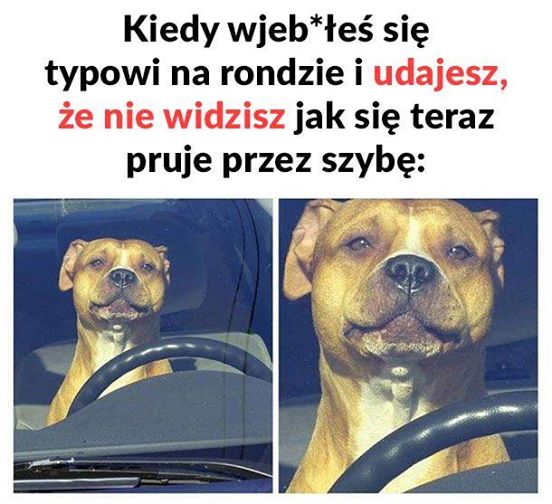 Kiedy wjeb*łeś się
typowi na rondzie i udajesz,
że nie widzisz jak się teraz
pruje przez szybę: